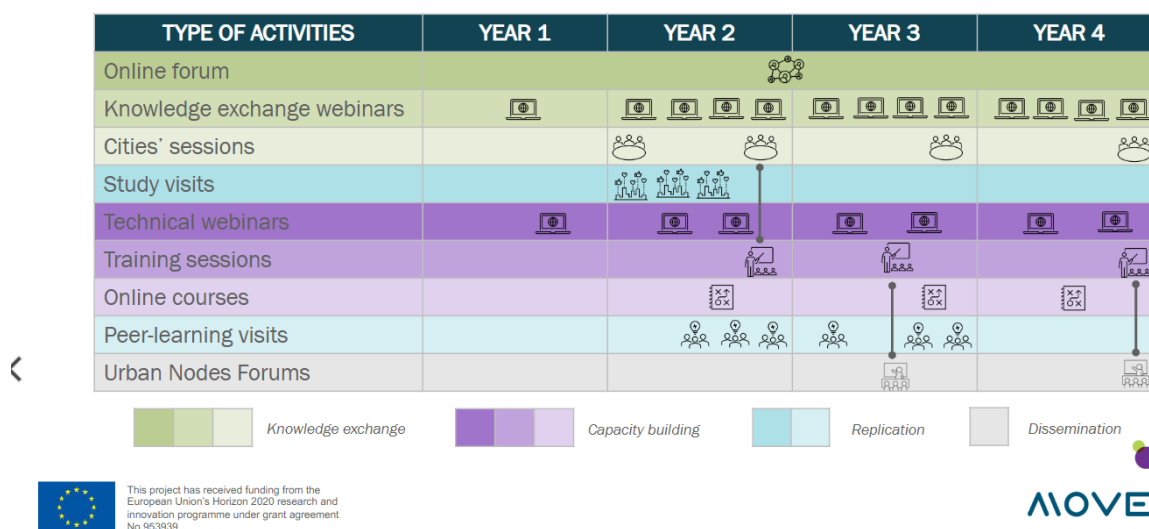 TYPE OF ACTIVITIES YEAR 1 YEAR 2 YEAR 3 YEAR 4
Online forum
Knowledge exchange webinars
Cities' sessions
Study visits
Technical webinars
Training sessions
Online courses
Peer-learning visits
Urban Nodes Forums
Knowledge exchange Capacity building Replication Dissemination
This project has received funding from the
European Union's Horizon 2020 research and
innovation programme under grant agreement
No 953939
MOVE